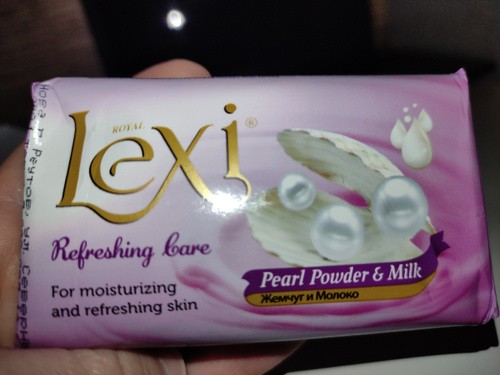 ROYAL
Lexi®
Refreshing Care
Pearl Powder & Milk
Жемчуг и Молоко
For moisturizing
and refreshing skin